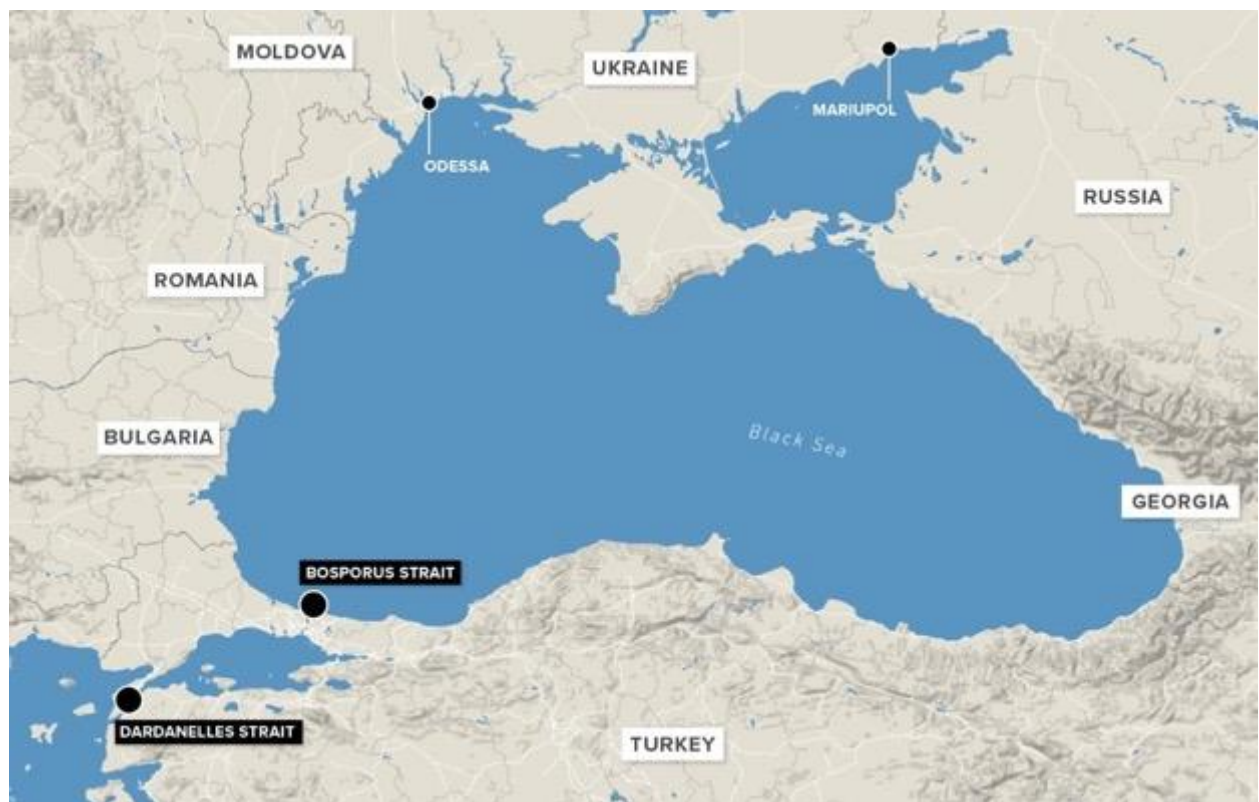 MOLDOVA
UKRAINE
MARIUPOL
ODESSA
RUSSIA
ROMANIA
BULGARIA
Black Sea
GEORGIA
BOSPORUS STRAIT
DARDANELLES STRAIT
TURKEY